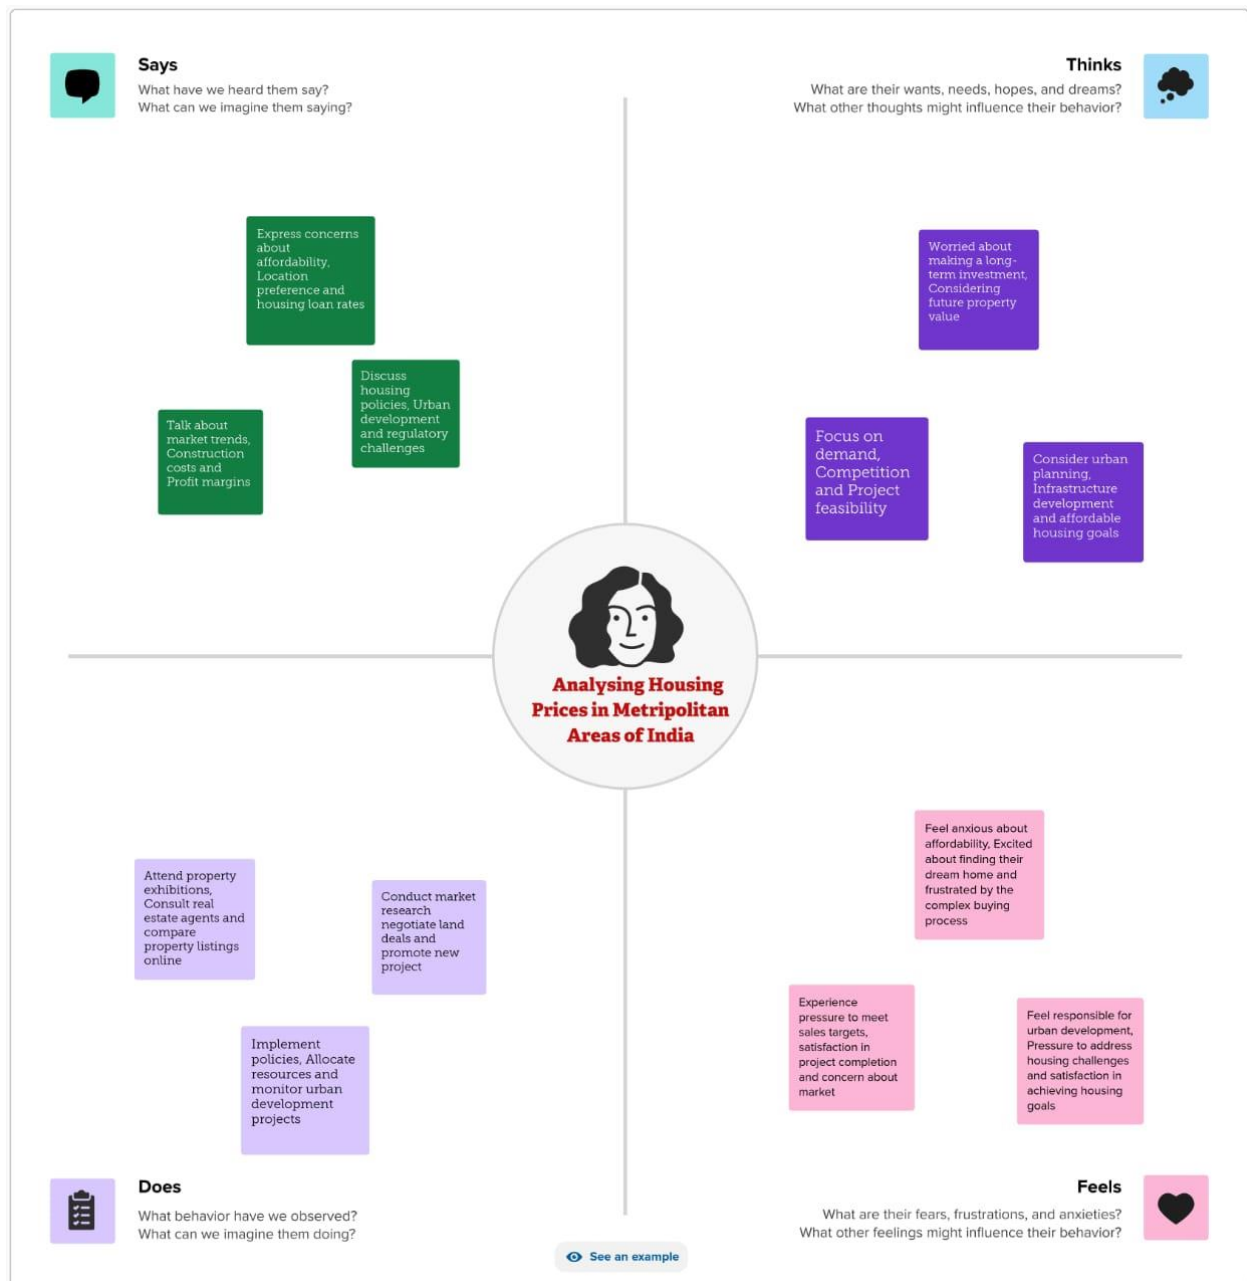 Says
What have we heard them say?
What can we imagine them saying?
Thinks
What are their wants, needs, hopes, and dreams?
What other thoughts might influence their behavior?
Express concerns
about
affordability,
Location
preference and
housing loan rates
Discuss
housing
policies, Urban
development
and regulatory
challenges
Talk about
market trends,
Construction
costs and
Profit margins
Worried about
making a long-
term investment,
Considering
future property
value
Focus on
demand,
Competition
and Project
feasibility
Consider urban
planning,
Infrastructure
development
and affordable
housing goals
Analysing Housing
Prices in Metripolitan
Areas of India
Attend property
exhibitions,
Consult real
estate agents and
compare
property listings
online
Conduct market
research
negotiate land
deals and
promote new
project
Implement
policies, Allocate
resources and
monitor urban
development
projects
Feel anxious about
affordability, Excited
about finding their
dream home and
frustrated by the
complex buying
process
Experience
pressure to meet
sales targets,
satisfaction in
project completion
and concern about
market
Feel responsible for
urban development,
Pressure to address
housing challenges
and satisfaction in
achieving housing
goals
Does
What behavior have we observed?
What can we imagine them doing?
Feels
What are their fears, frustrations, and anxieties?
What other feelings might influence their behavior?
See an example